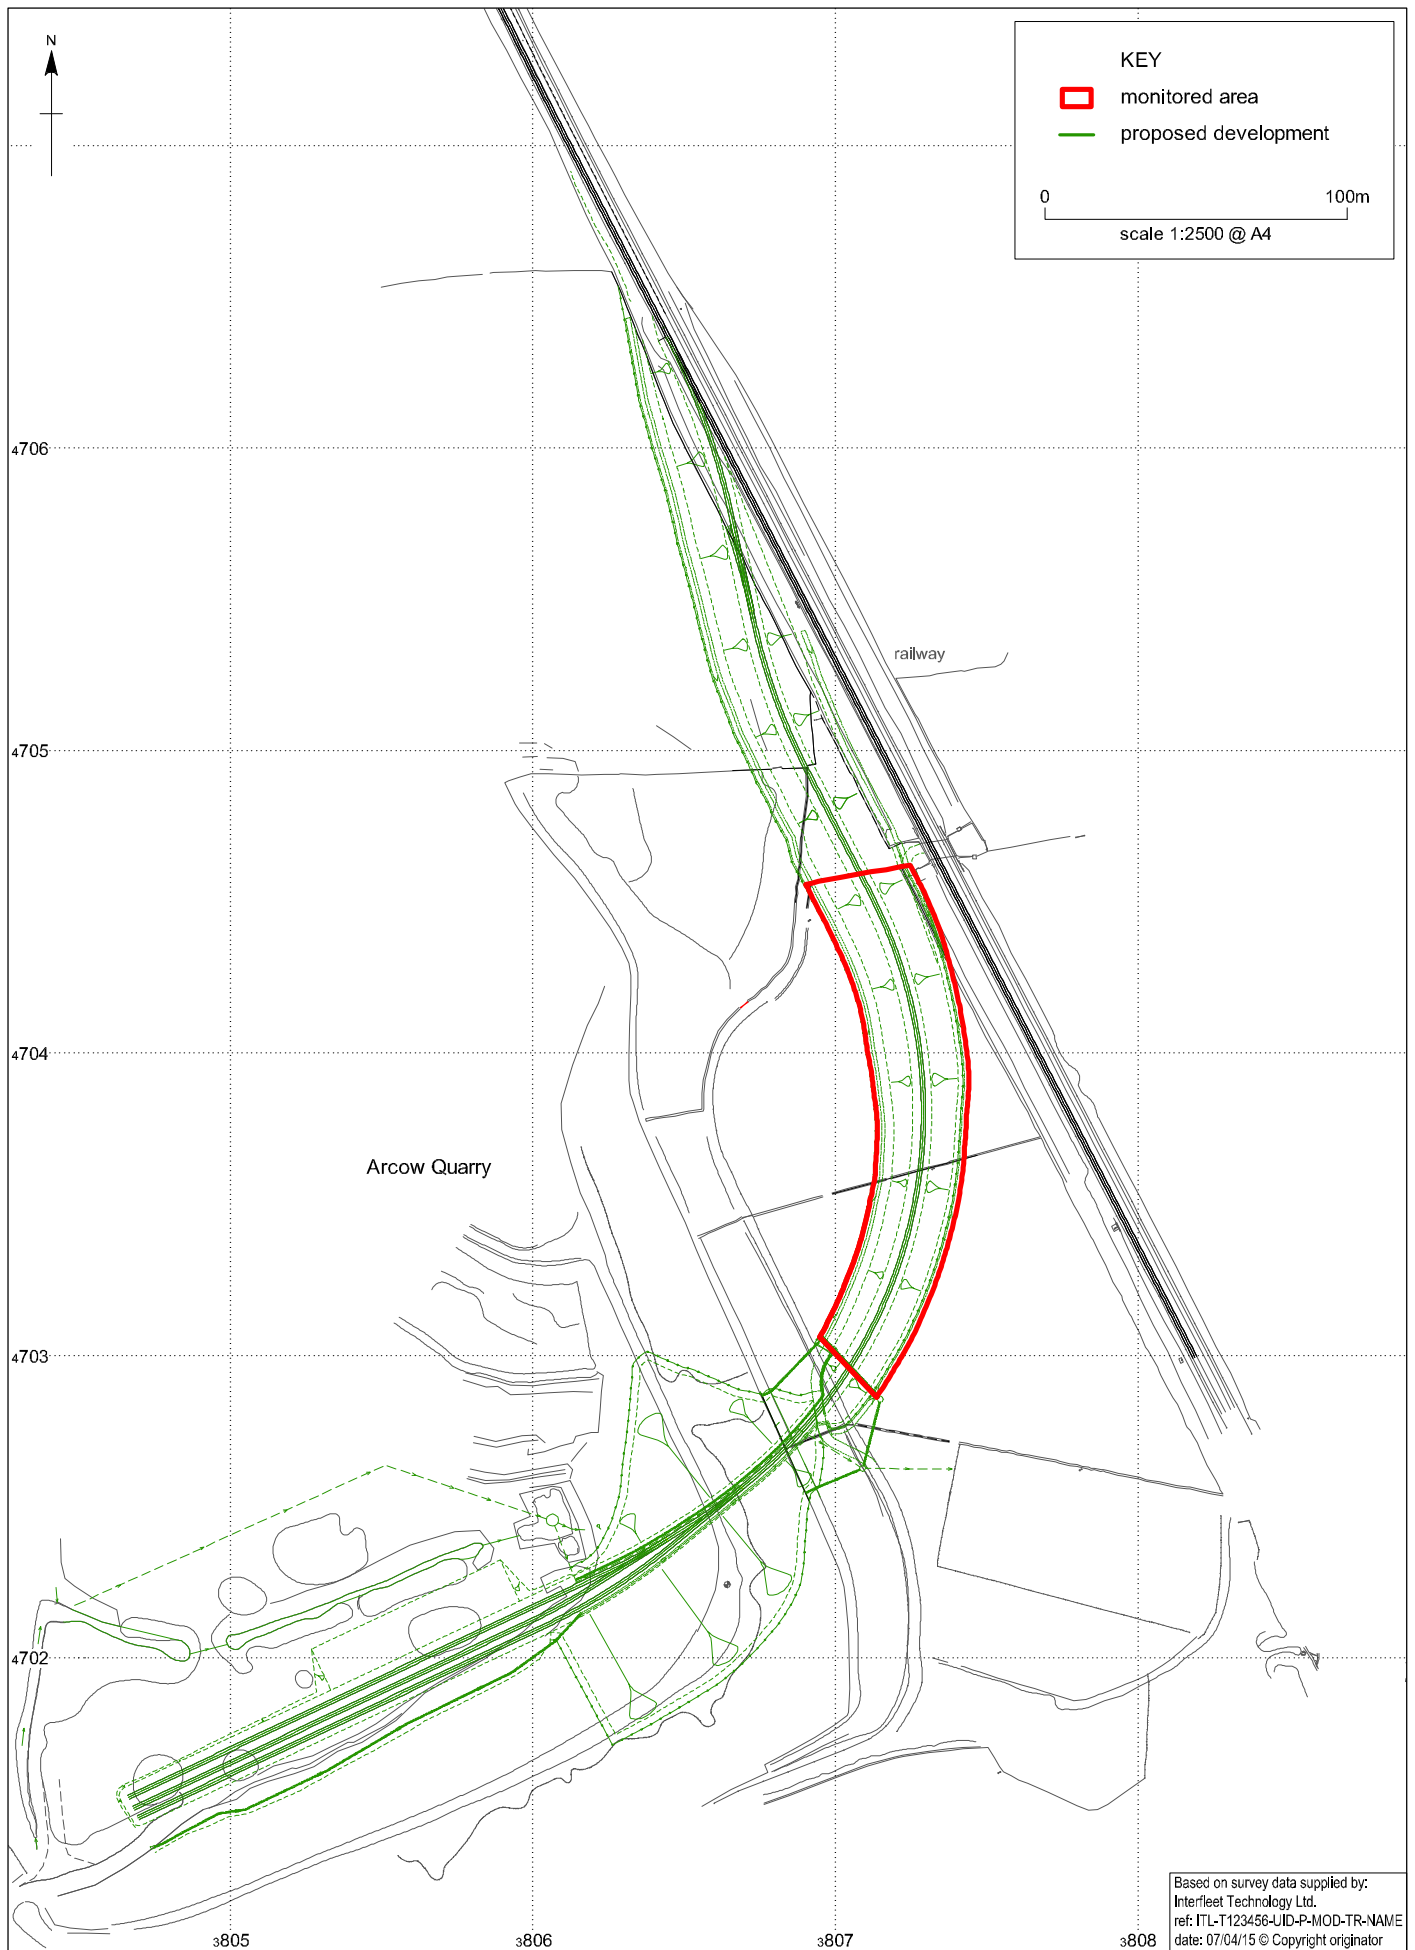 N
KEY
monitored area
proposed development
0 100m
scale 1:2500 @ A4
4706
railway
4705
4704
Arcow Quarry
4703
4702
Based on survey data supplied by:
Interfleet Technology Ltd.
ref: ITL-T123456-UID-P-MOD-TR-NAME
date: 07/04/15 © Copyright originator
3805 3806 3807 3808